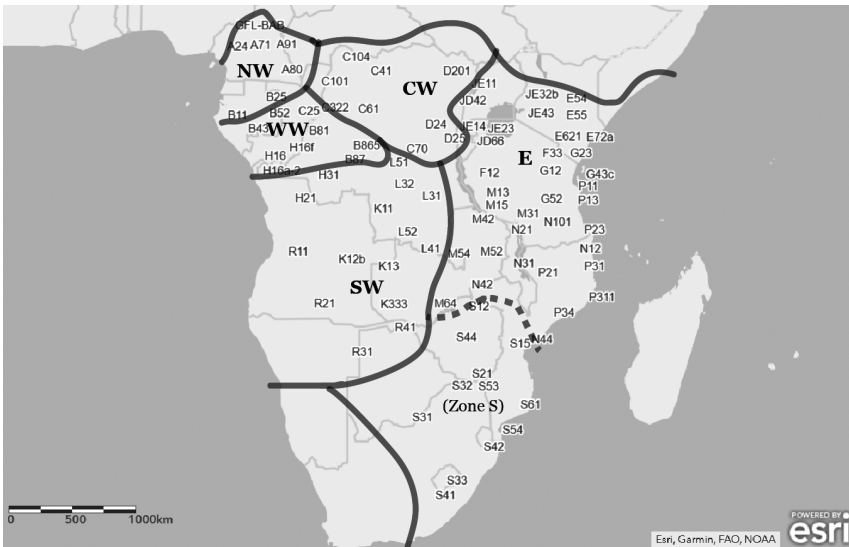 GFL-BAB
A24 A71 A91
C104
NW A80 C41 D201
C101 CW JE11 JE32b E54
B25 JD42 JE43 E55
B11 B52 C25 C322 C61
B43 WW B81 D24 JE14 JE23 E621 E72a
H16f B865 D25 JD66
H16 B87 C70 E F33 G23
H16a-2 H31 L51 F12 G12 G43c
L32 M13 P11
H21 L31 M15 G52 P13
K11 M42 M31 N101
L52 N21 P23
R11 L41 M54 M52 N12
K12b K13 N31 P21 P31
SW N42
R21 K333 M64 S12 P311
P34
R41 S44 S15 N44
R31
S21
S32 S53
(Zone S) S61
S31
S54
S42
S33
S41
0 500 1000km
POWERED BY
esri
Esri, Garmin, FAO, NOAA